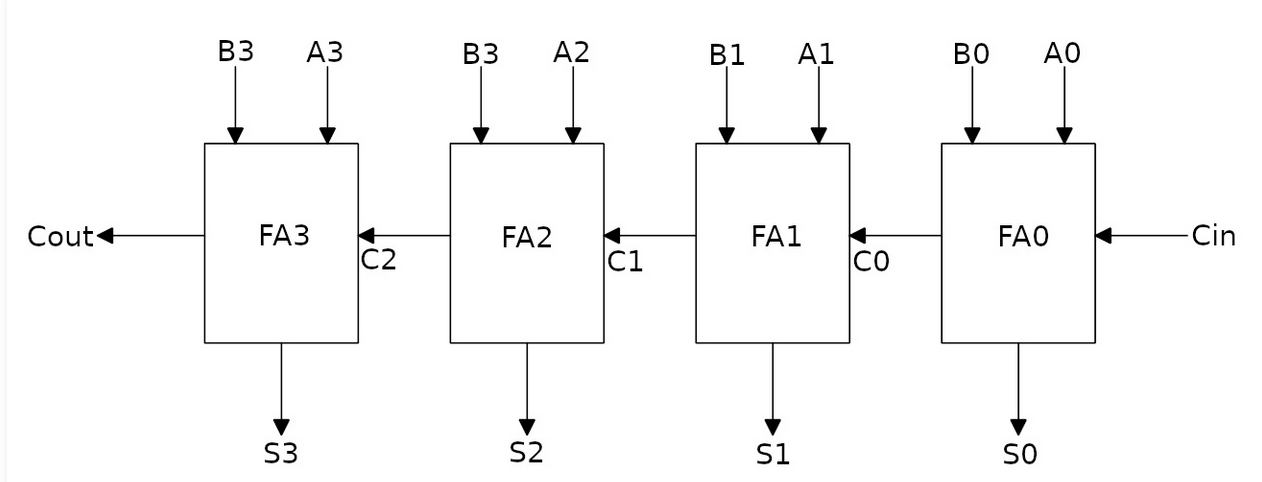 B3 A3 B3 A2 B1 A1 B0 A0
Cout FA3 FA2 FA1 FA0 Cin
C2 C1 C0
S3 S2 S1 S0